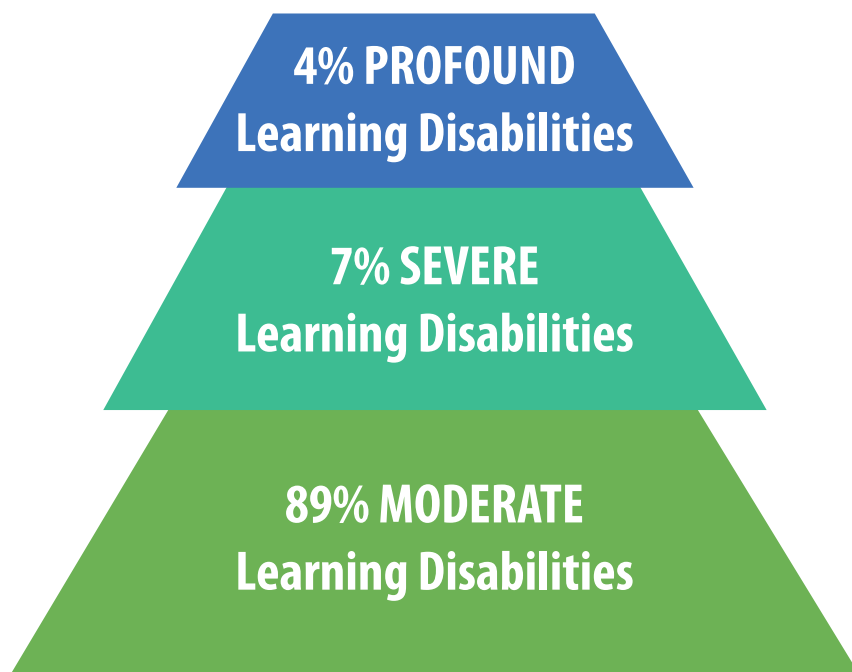 4% PROFOUND
Learning Disabilities
7% SEVERE
Learning Disabilities
89% MODERATE
Learning Disabilities